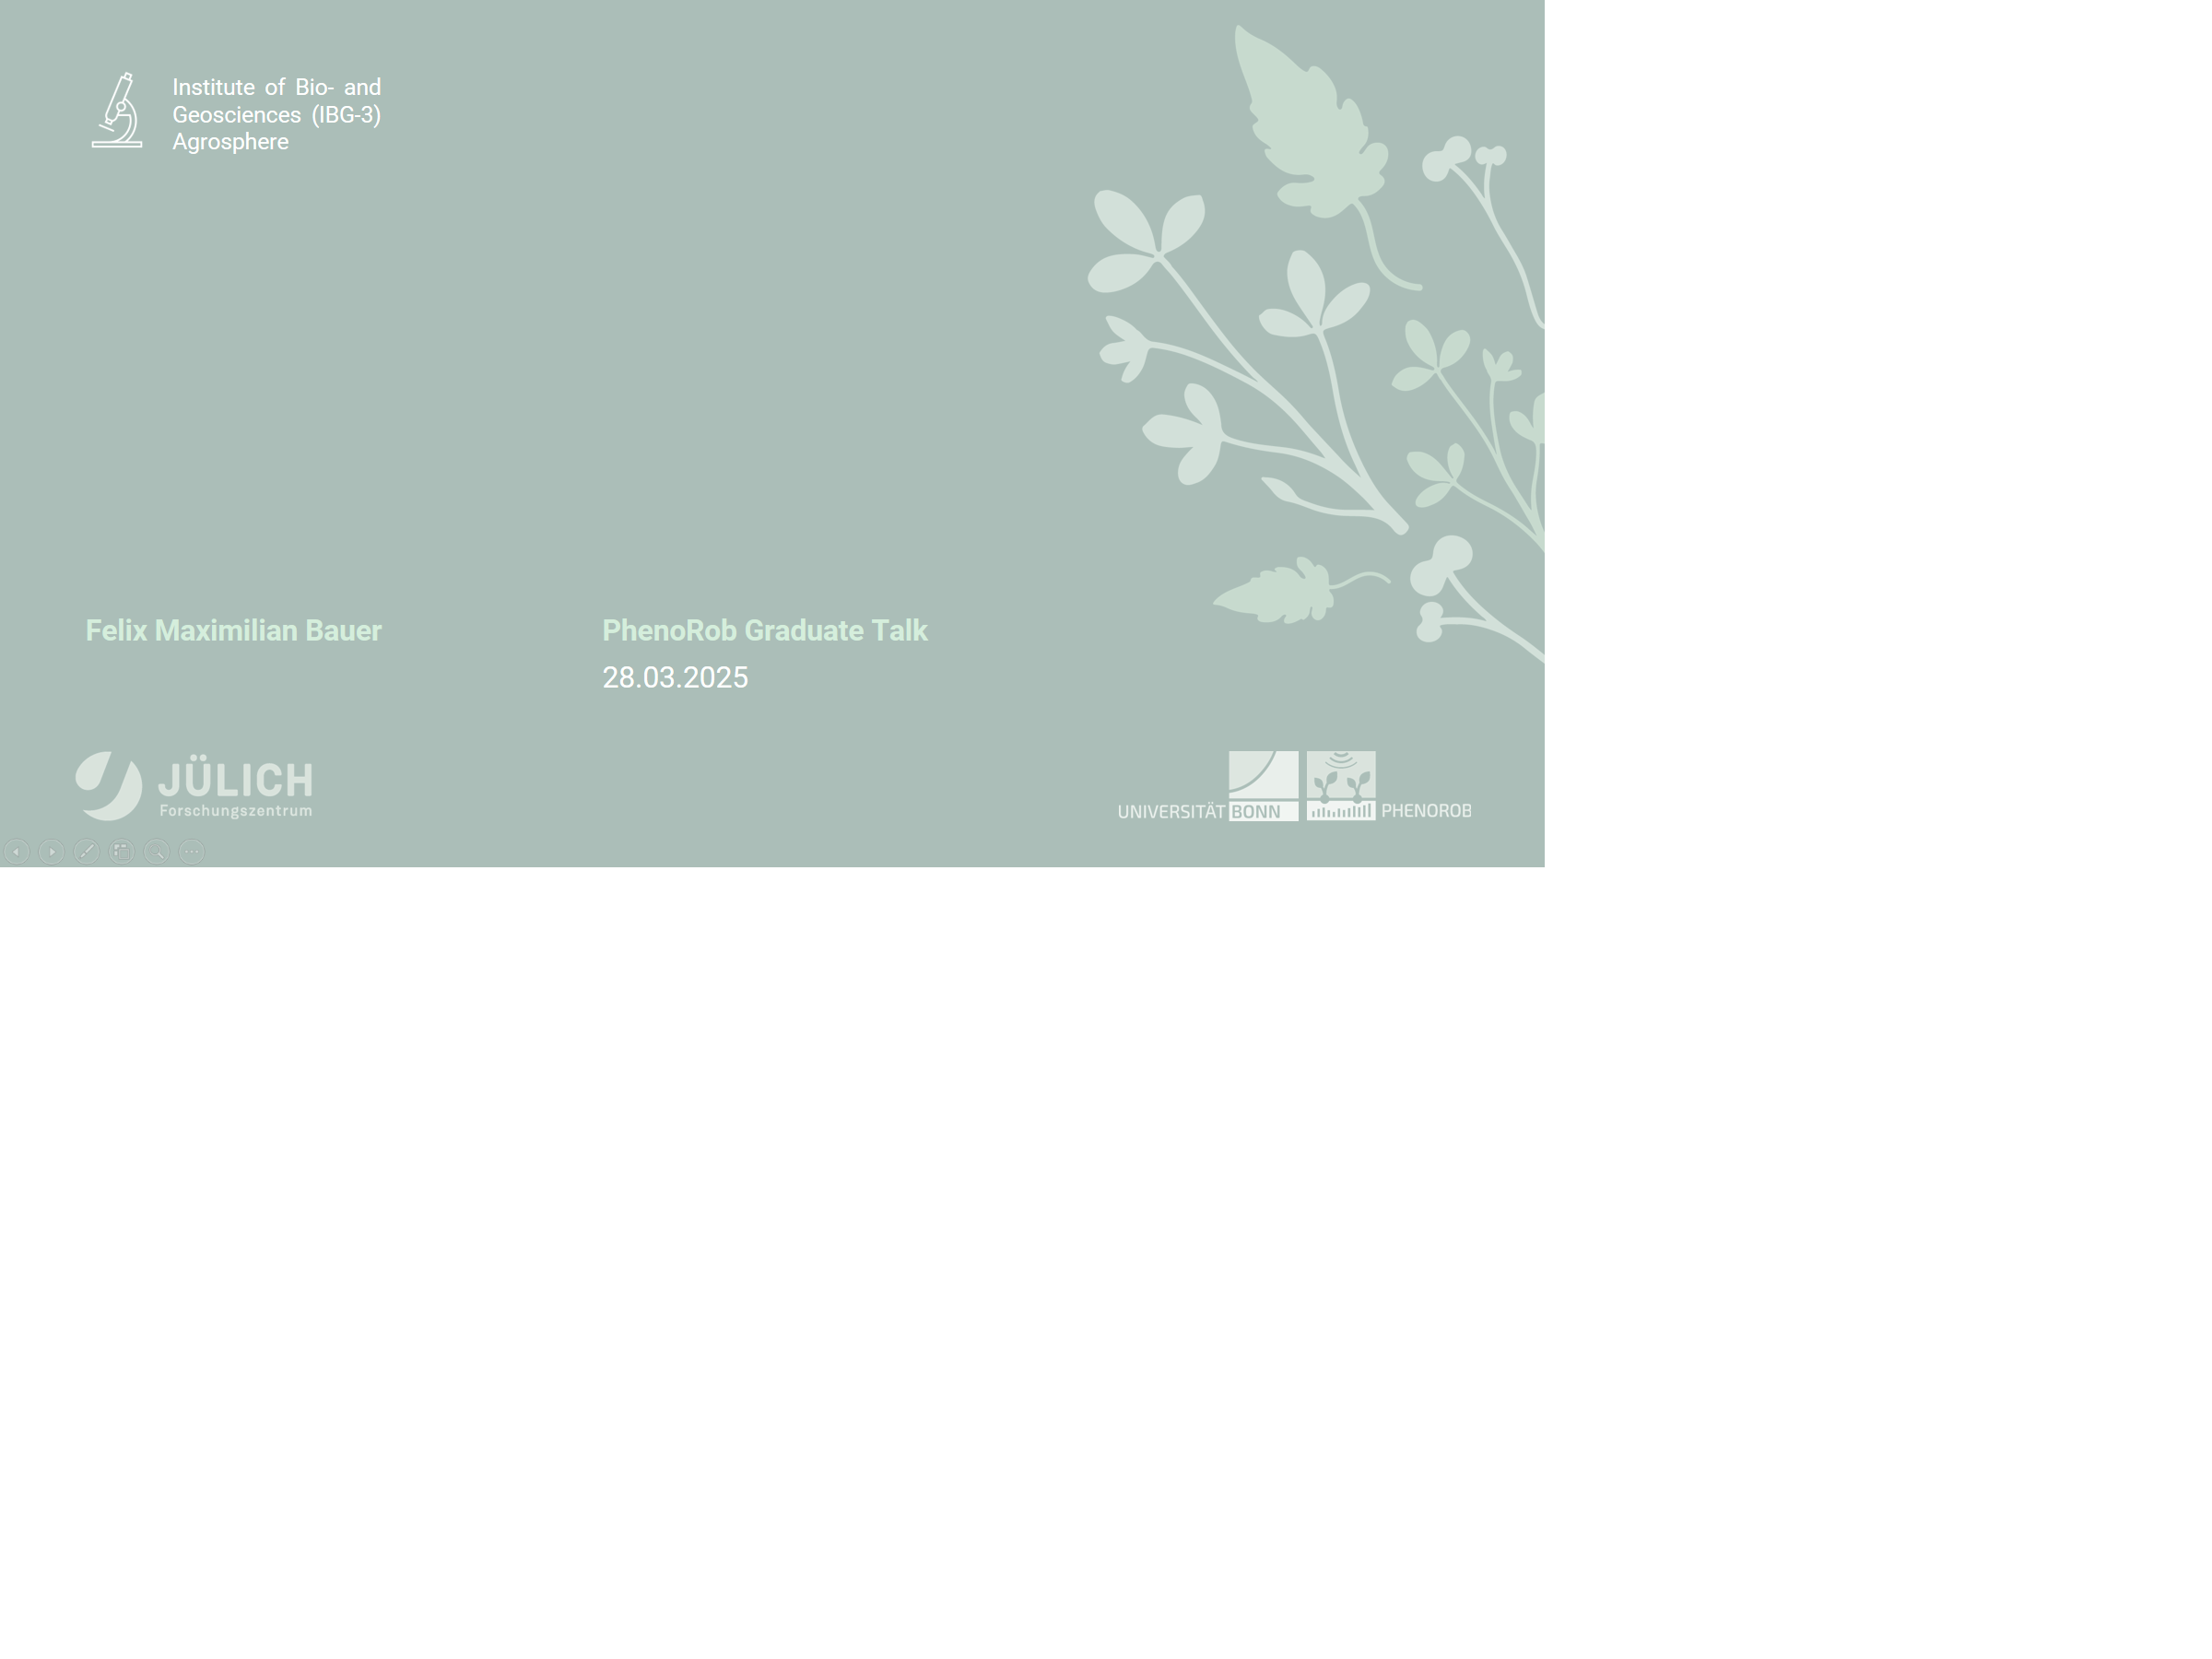 Institute of Bio- and
Geosciences (IBG-3)
Agrosphere
Felix Maximilian Bauer
PhenoRob Graduate Talk
28.03.2025
JÜLICH
Forschungszentrum
UNIVERSITÄT BONN
PHENOROB